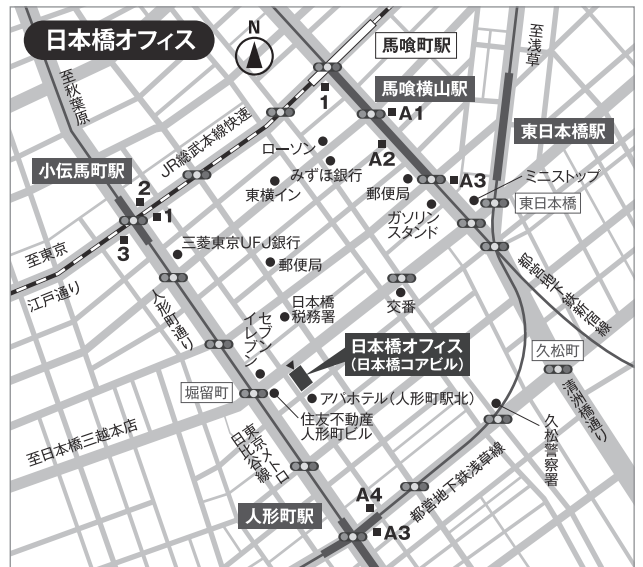 日本橋オフィス
N
馬喰町駅
至浅草
至秋葉原
1
馬喰横山駅
A1
東日本橋駅
JR総武本線快速
ローソン
A2
みずほ銀行
小伝馬町駅
東横イン
郵便局
A3
ミニストップ
2
1
ガソリン
スタンド
東日本橋
3
三菱東京UFJ銀行
至東京
郵便局
江戸通り
都営地下鉄新宿線
人形町通り
交番
日本橋
税務署
セブン
イレブン
日本橋オフィス
(日本橋コアビル)
久松町
堀留町
アパホテル(人形町駅北)
清洲橋通り
住友不動産
人形町ビル
久松警察署
至日本橋三越本店
東京メトロ
日比谷線
都営地下鉄浅草線
A4
人形町駅
A3